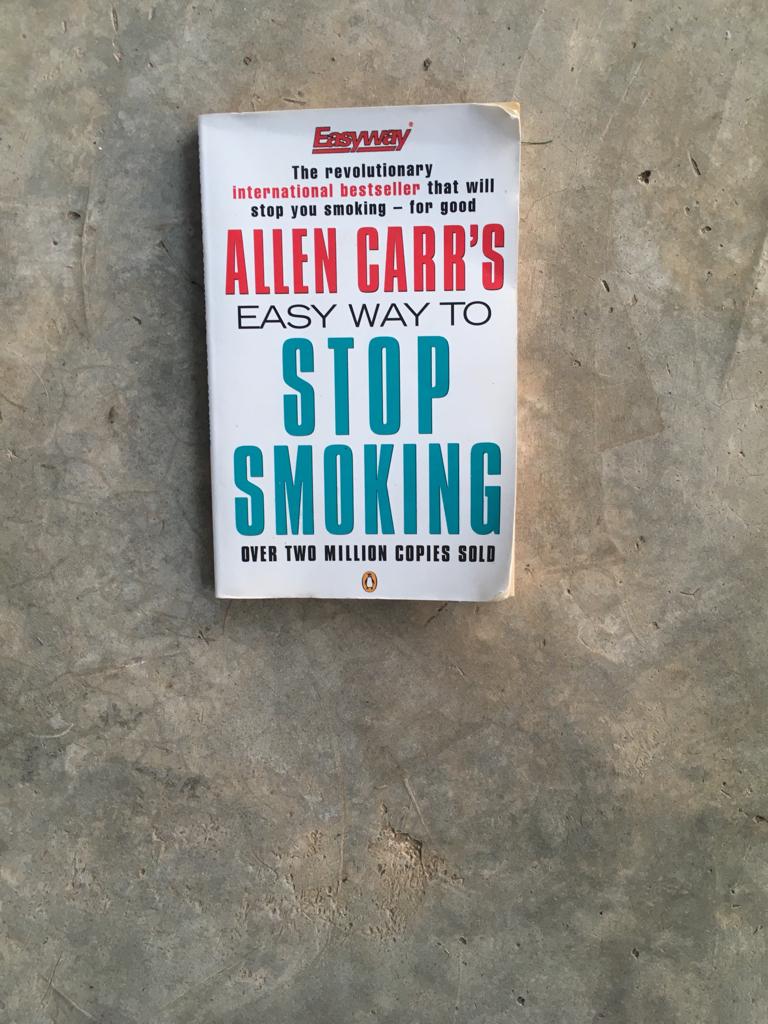 Easyway®
The revolutionary
international bestseller that will
stop you smoking – for good
ALLEN CARR'S
EASY WAY TO
STOP
SMOKING
OVER TWO MILLION COPIES SOLD